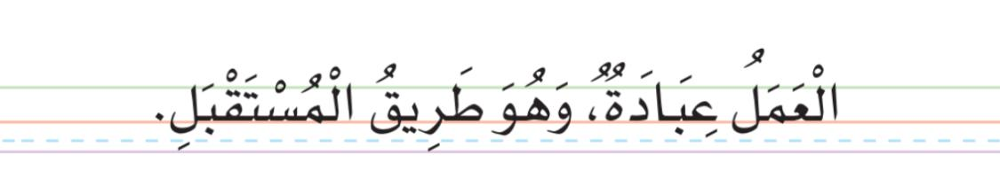 الْعَمَلُ عِبَادَةٌ، وَهُوَ طَرِيقُ الْمُسْتَقْبَلِ.